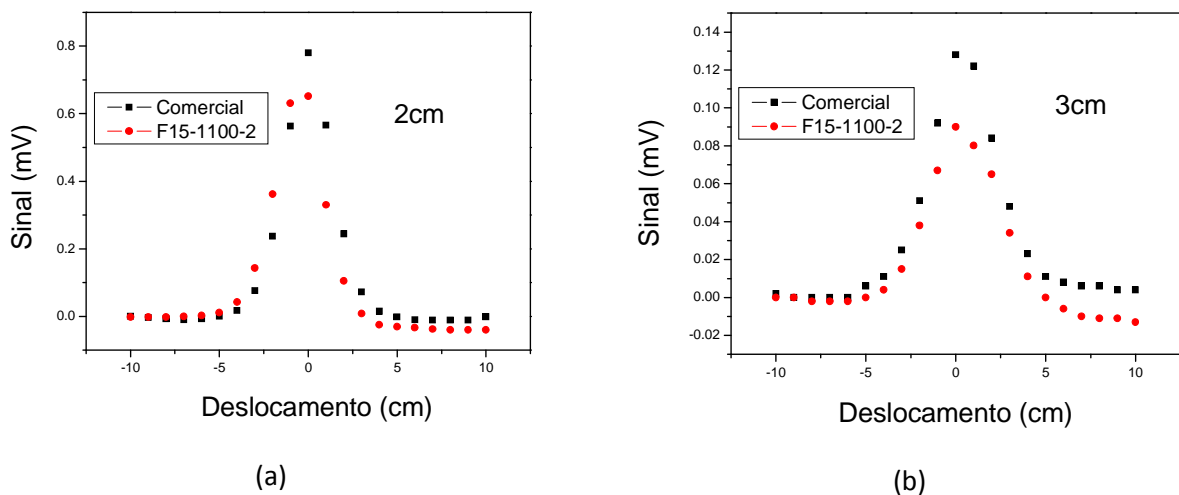 0.8
0.6
0.4
0.2
0.0
Sinal (mV)
Comercial
F15-1100-2
2cm
-10
-5
0
5
10
Deslocamento (cm)
(a)
0.14
0.12
0.10
0.08
0.06
0.04
0.02
0.00
-0.02
Sinal (mV)
Comercial
F15-1100-2
3cm
-10
-5
0
5
10
Deslocamento (cm)
(b)